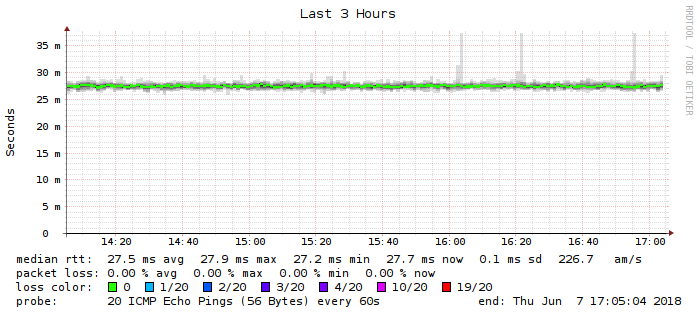 Last 3 Hours
RRDTOOL / TOBI OETIKER
Seconds
35 m
30 m
25 m
20 m
15 m
10 m
5 m
0
14:20 14:40 15:00 15:20 15:40 16:00 16:20 16:40 17:00
median rtt: 27.5 ms avg 27.9 ms max 27.2 ms min 27.7 ms now 0.1 ms sd 226.7 am/s
packet loss: 0.00 % avg 0.00 % max 0.00 % min 0.00 % now
loss color: 0 1/20 2/20 3/20 4/20 10/20 19/20
probe: 20 ICMP Echo Pings (56 Bytes) every 60s end: Thu Jun 7 17:05:04 2018